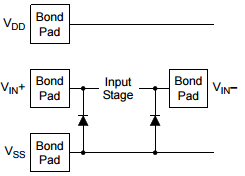 VDD Bond Pad
VIN+ Bond Pad Input Stage Bond Pad VIN–
VSS Bond Pad